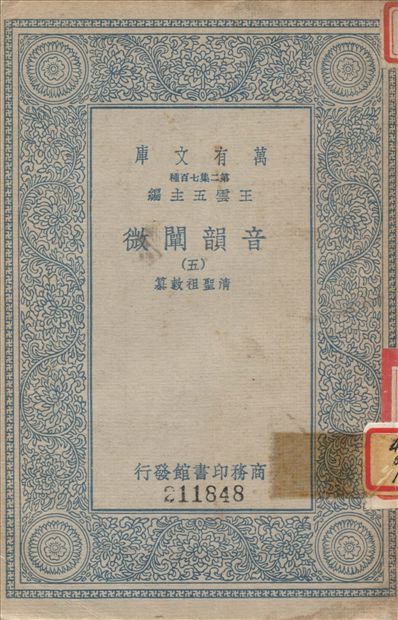 萬有文庫
第二集七百種
王雲五主編
音韻闡微
（五）
清聖祖敕纂
商務印書館發行
211848